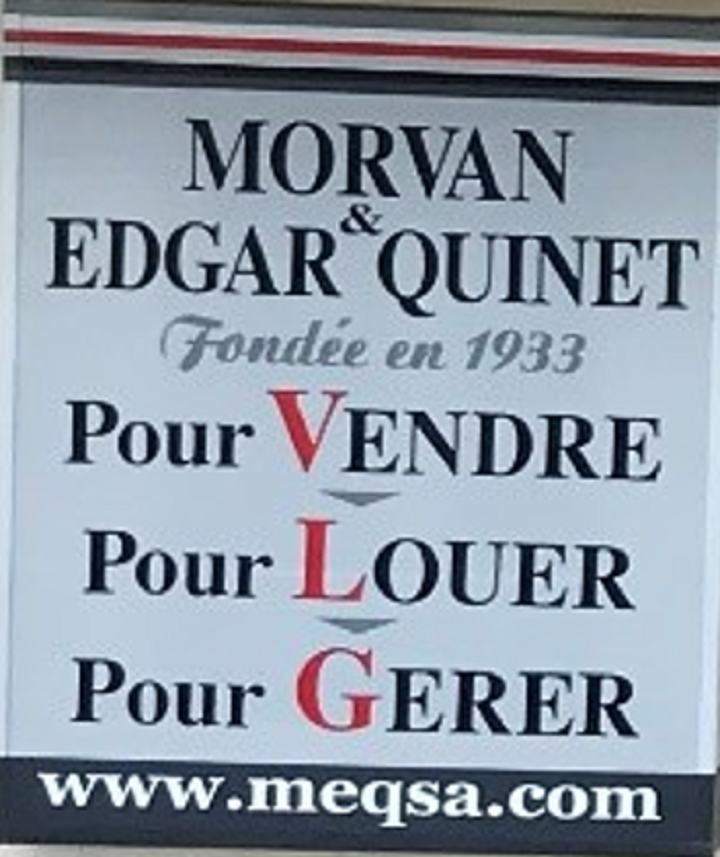 MORVAN
&
EDGAR QUINET
Fondée en 1933
Pour VENDRE
Pour LOUER
Pour GERER
www.meqsa.com